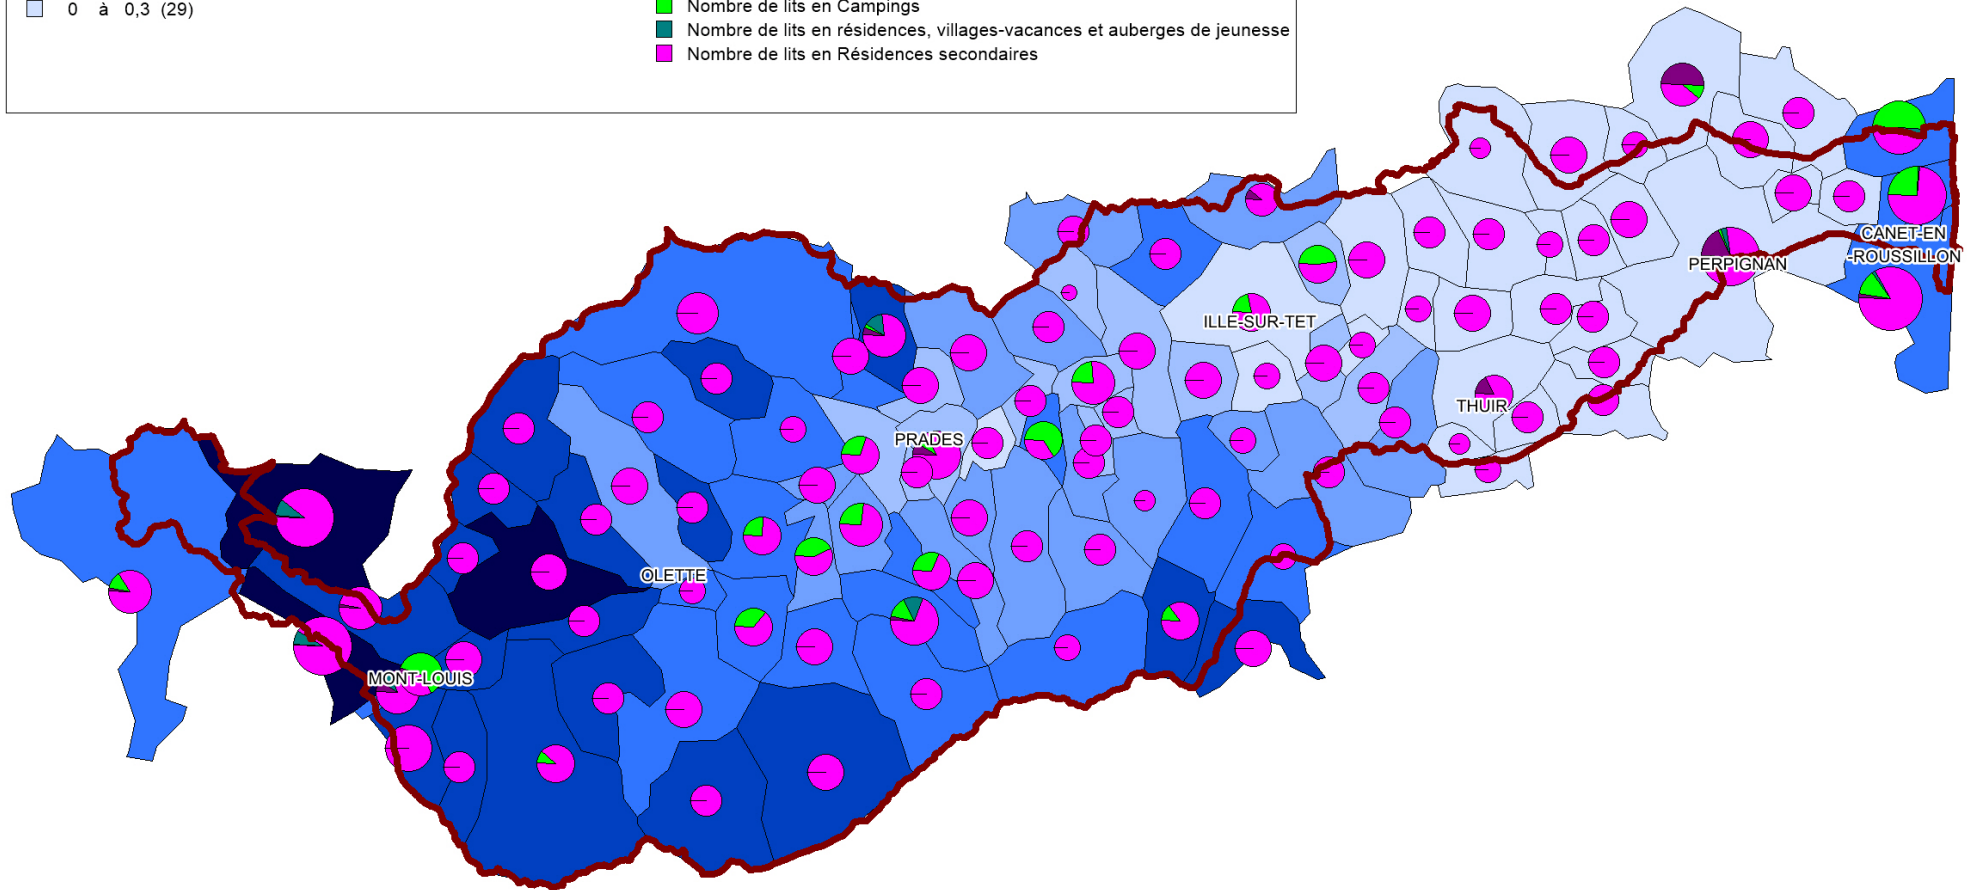 0 à 0,3 (29)
Nombre de lits en Campings
Nombre de lits en résidences, villages-vacances et auberges de jeunesse
Nombre de lits en Résidences secondaires
CANET-EN
-ROUSSILLON
PERPIGNAN
ILLE-SUR-TET
THUIR
PRADES
OLETTE
MONT-LOUIS